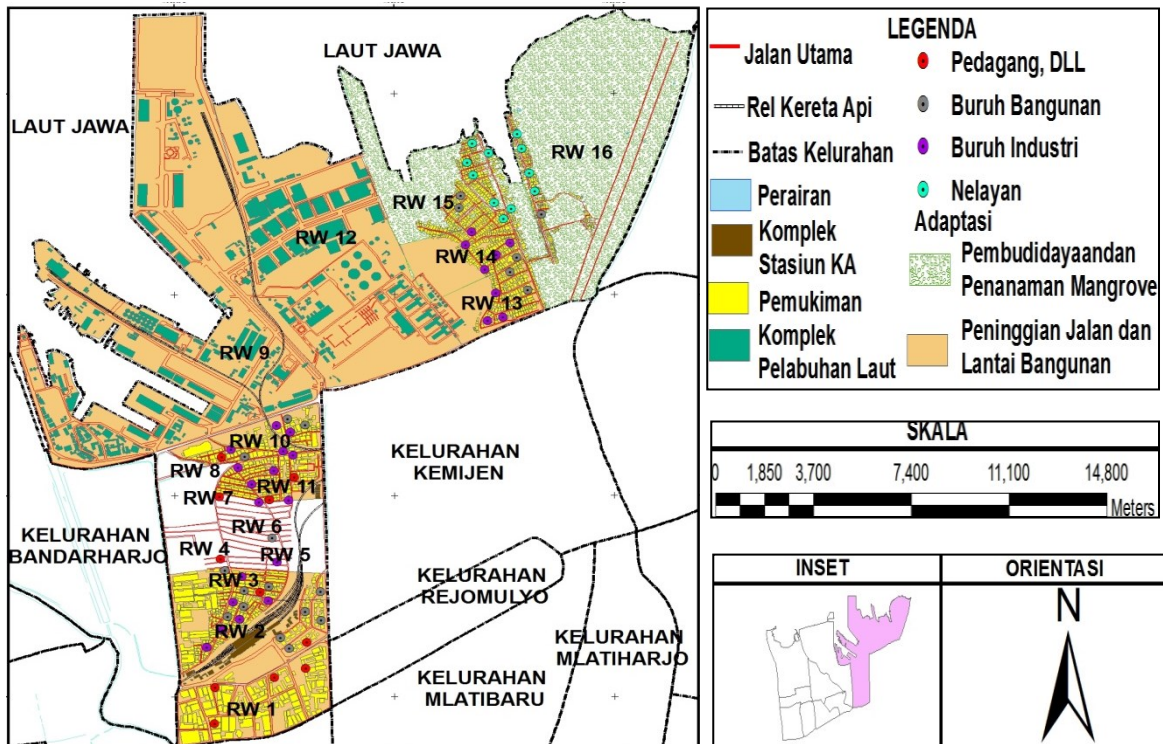 LAUT JAWA
LAUT JAWA
LAUT JAWA
RW 16
RW 15
RW 12
RW 14
RW 13
RW 9
RW 10
RW 8
RW 11
RW 7
RW 6
RW 4
RW 5
RW 3
RW 2
RW 1
KELURAHAN
KEMIJEN
KELURAHAN
BANDARHARJO
KELURAHAN
REJOMULYO
KELURAHAN
MLATIHARJO
KELURAHAN
MLATIBARU
LEGENDA
Jalan Utama
Rel Kereta Api
Batas Kelurahan
Perairan
Komplek
Stasiun KA
Pemukiman
Komplek
Pelabuhan Laut
Pedagang, DLL
Buruh Bangunan
Buruh Industri
Nelayan
Adaptasi
Pembudidayaandan
Penanaman Mangrove
Peninggian Jalan dan
Lantai Bangunan
SKALA
0 1,850 3,700 7,400 11,100 14,800
Meters
INSET
ORIENTASI
N